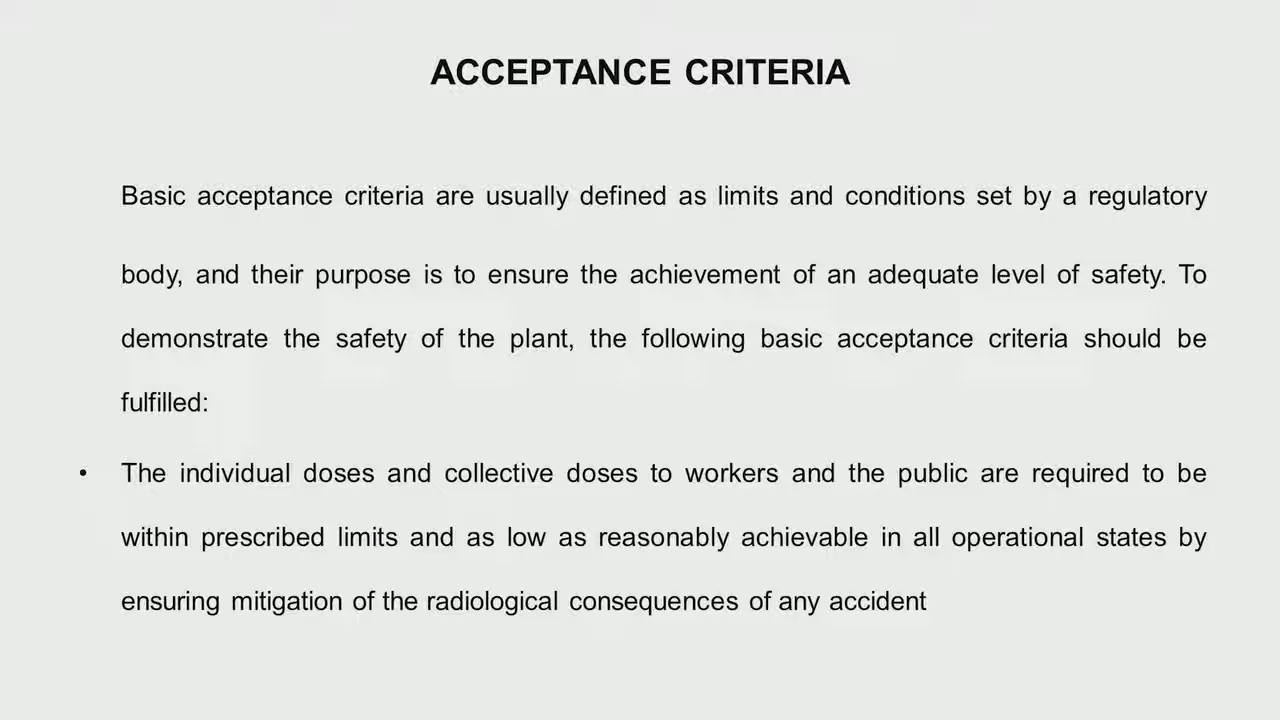 ACCEPTANCE CRITERIA
Basic acceptance criteria are usually defined as limits and conditions set by a regulatory
body, and their purpose is to ensure the achievement of an adequate level of safety. To
demonstrate the safety of the plant, the following basic acceptance criteria should be
fulfilled:
• The individual doses and collective doses to workers and the public are required to be
within prescribed limits and as low as reasonably achievable in all operational states by
ensuring mitigation of the radiological consequences of any accident